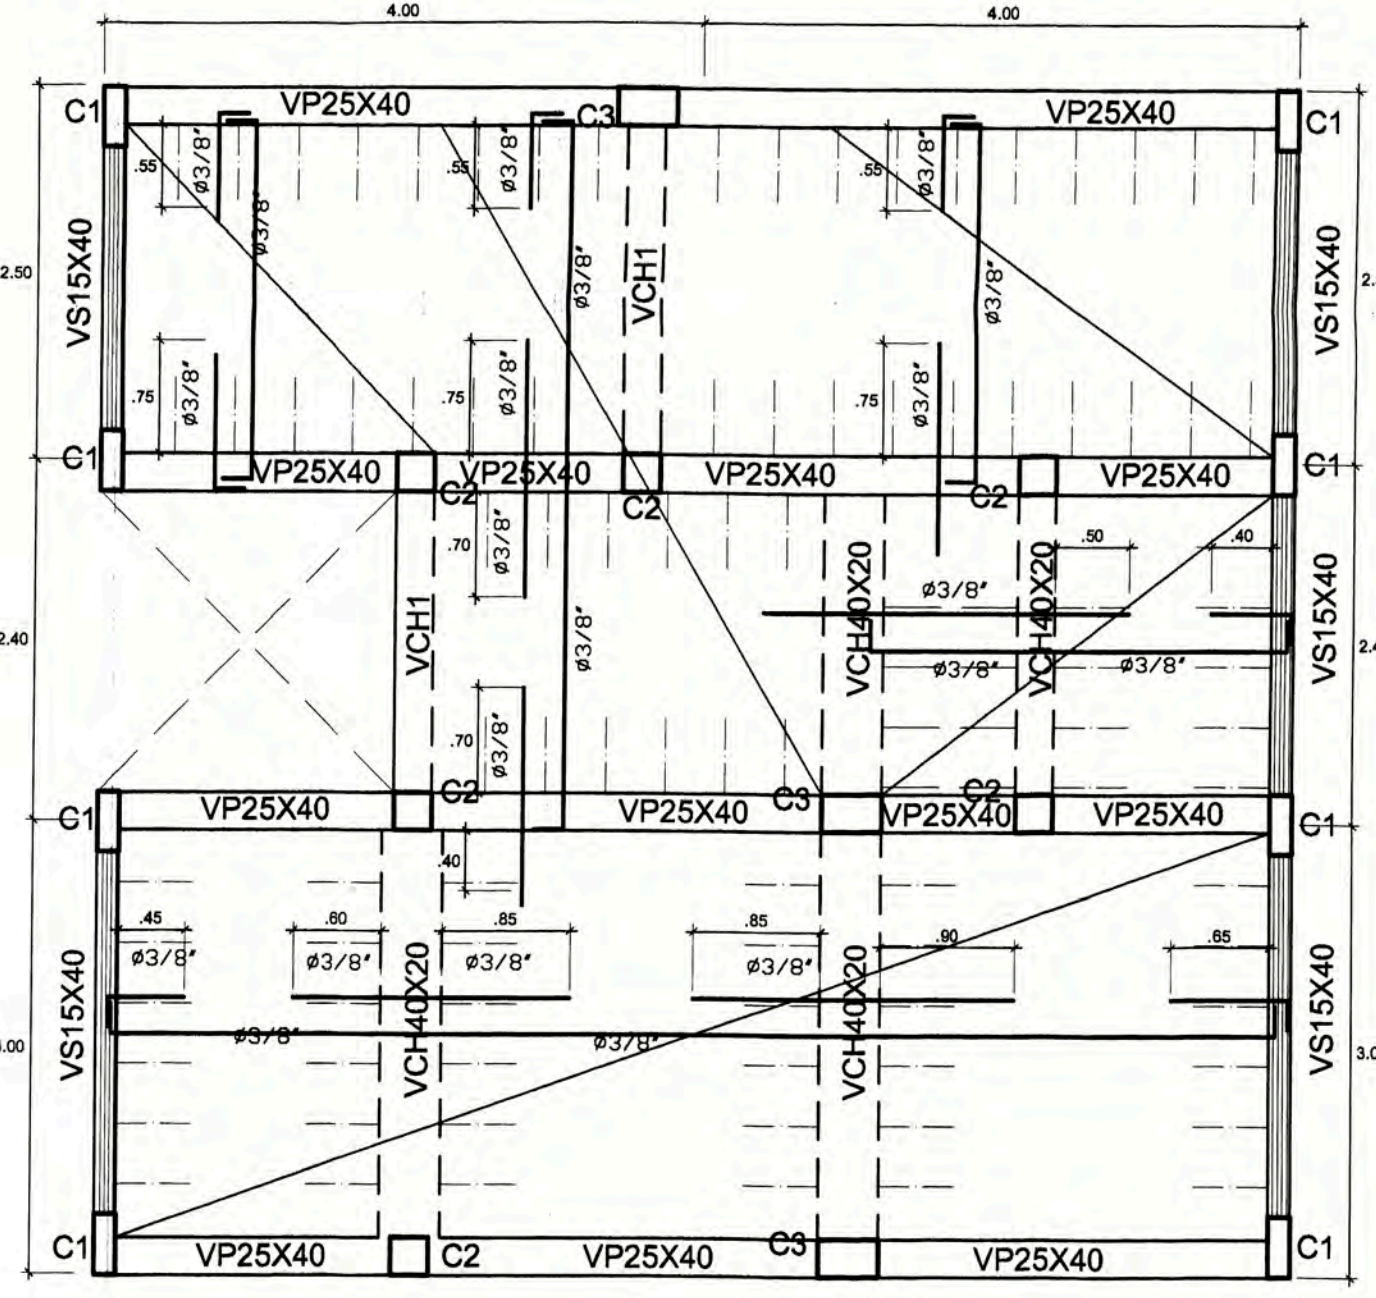 4.00
4.00
C1
VP25X40
C3
VP25X40
C1
.55
ø3/8"
.55
ø3/8"
.55
ø3/8"
ø3/8"
2.50
VS15X40
ø3/8"
VCH1
ø3/8"
VS15X40
.75
ø3/8"
.75
ø3/8"
.75
ø3/8"
C1
VP25X40
VP25X40
VP25X40
VP25X40
C1
C2
C2
C2
.70
ø3/8"
.50
.40
ø3/8"
VCH1
ø3/8"
VCH40X20
VCH40X20
VS15X40
ø3/8"
ø3/8"
.70
ø3/8"
C1
VP25X40
C2
VP25X40
C3
VP25X40
C2
VP25X40
C1
.40
.45
.60
.85
.85
.90
.65
ø3/8"
ø3/8"
ø3/8"
ø3/8"
VS15X40
VCH40X20
VCH40X20
VS15X40
ø3/8"
ø3/8"
C1
VP25X40
C2
VP25X40
C3
VP25X40
C1